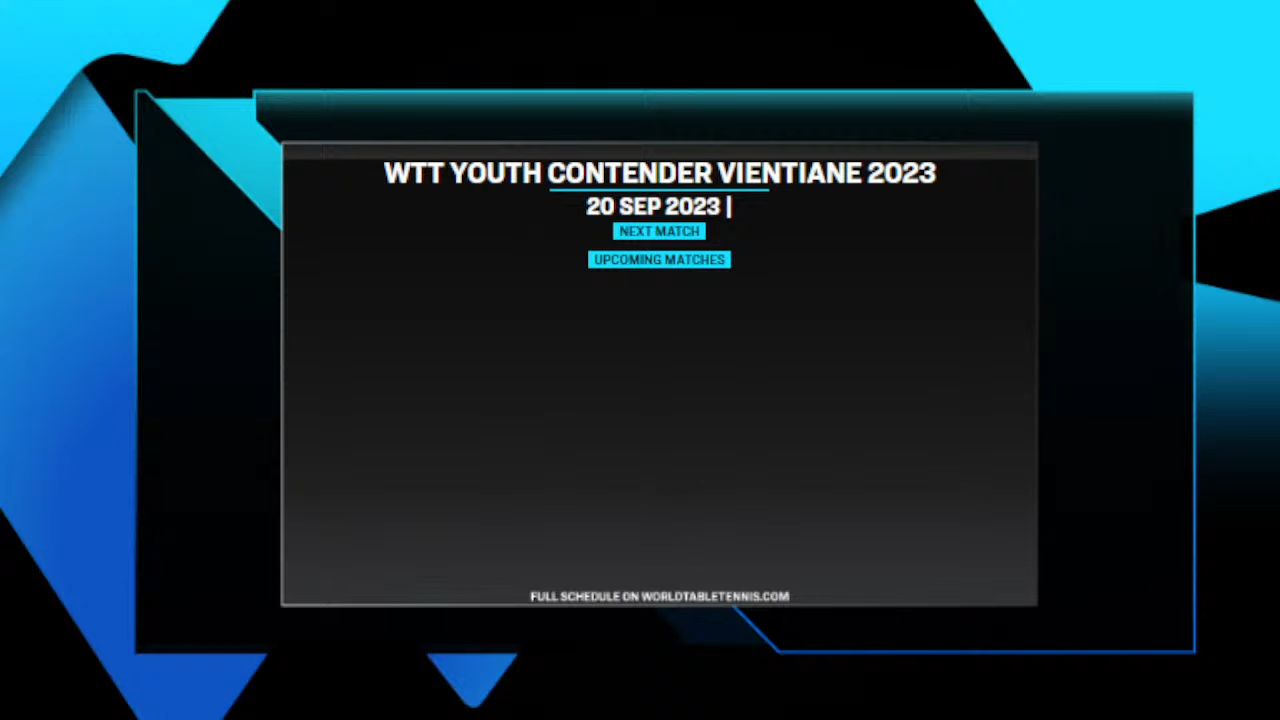 WTT YOUTH CONTENDER VIENTIANE 2023
20 SEP 2023 |
NEXT MATCH
UPCOMING MATCHES
FULL SCHEDULE ON WORLDTABLETENNIS.COM